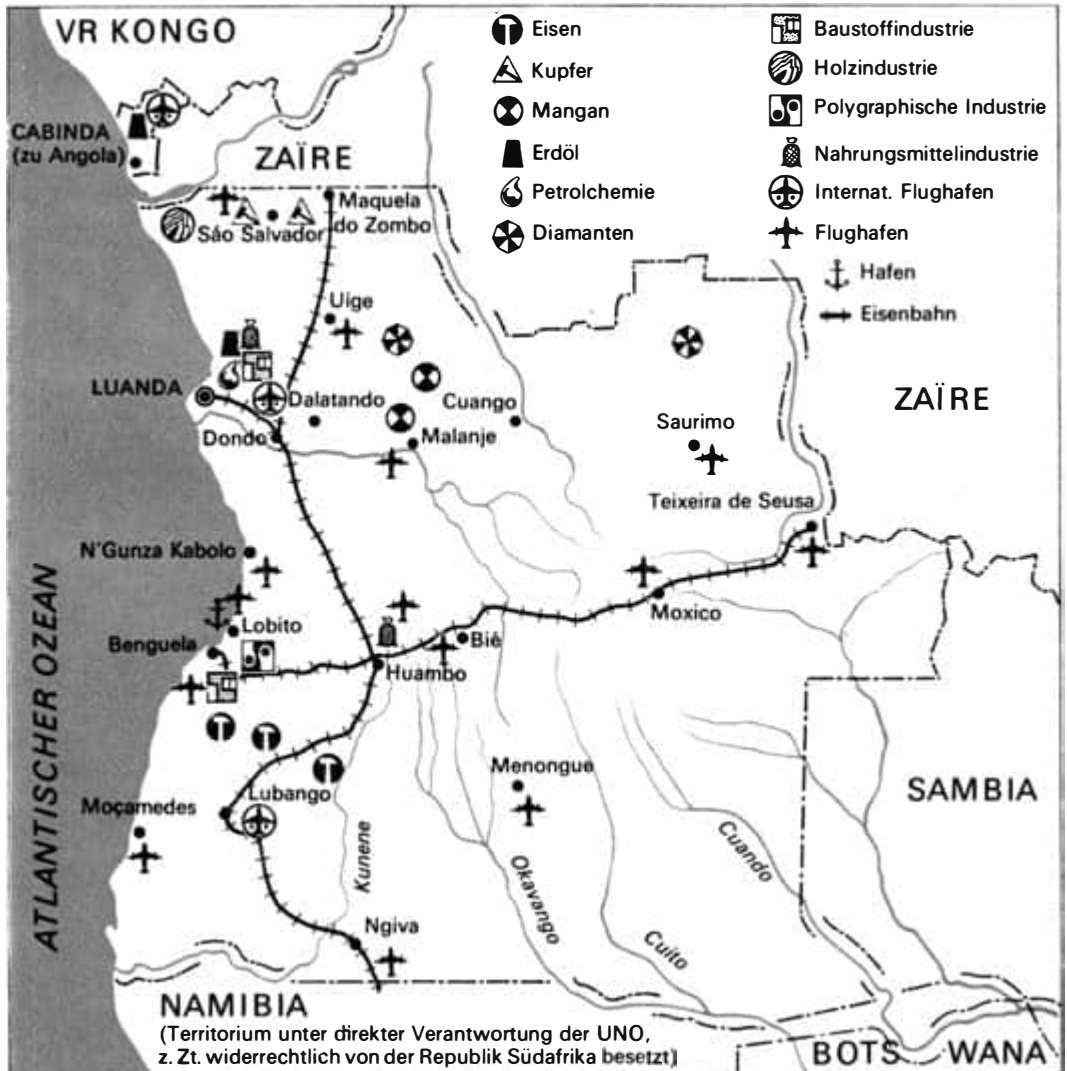 VR KONGO
Eisen
Kupfer
Mangan
Erdöl
Petrolchemie
Diamanten
Baustoffindustrie
Holzindustrie
Polygraphische Industrie
Nahrungsmittelindustrie
Internat. Flughafen
Flughafen
Hafen
Eisenbahn
CABINDA
(zu Angola)
ZAÏRE
Maquela
do Zombo
São Salvador
Uíge
LUANDA
Dalatando
Cuango
ZAÏRE
Dondo
Malanje
Saurimo
Teixeira de Seusa
N'Gunza Kabolo
Moxico
Lobito
Benguela
Bié
Huambo
ATLANTISCHER OZEAN
Menongue
SAMBIA
Moçamedes
Lubango
Kunene
Okavango
Cuando
Cuíto
Ngiva
NAMIBIA
(Territorium unter direkter Verantwortung der UNO,
z. Zt. widerrechtlich von der Republik Südafrika besetzt)
BOTS WANA